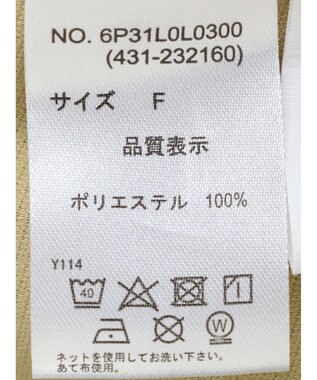 NO. 6P31L0L0300
(431-232160)
サイズ F
品質表示
ポリエステル 100%
Y114
40
W
ネットを使用してお洗い下さい。
あて布使用。